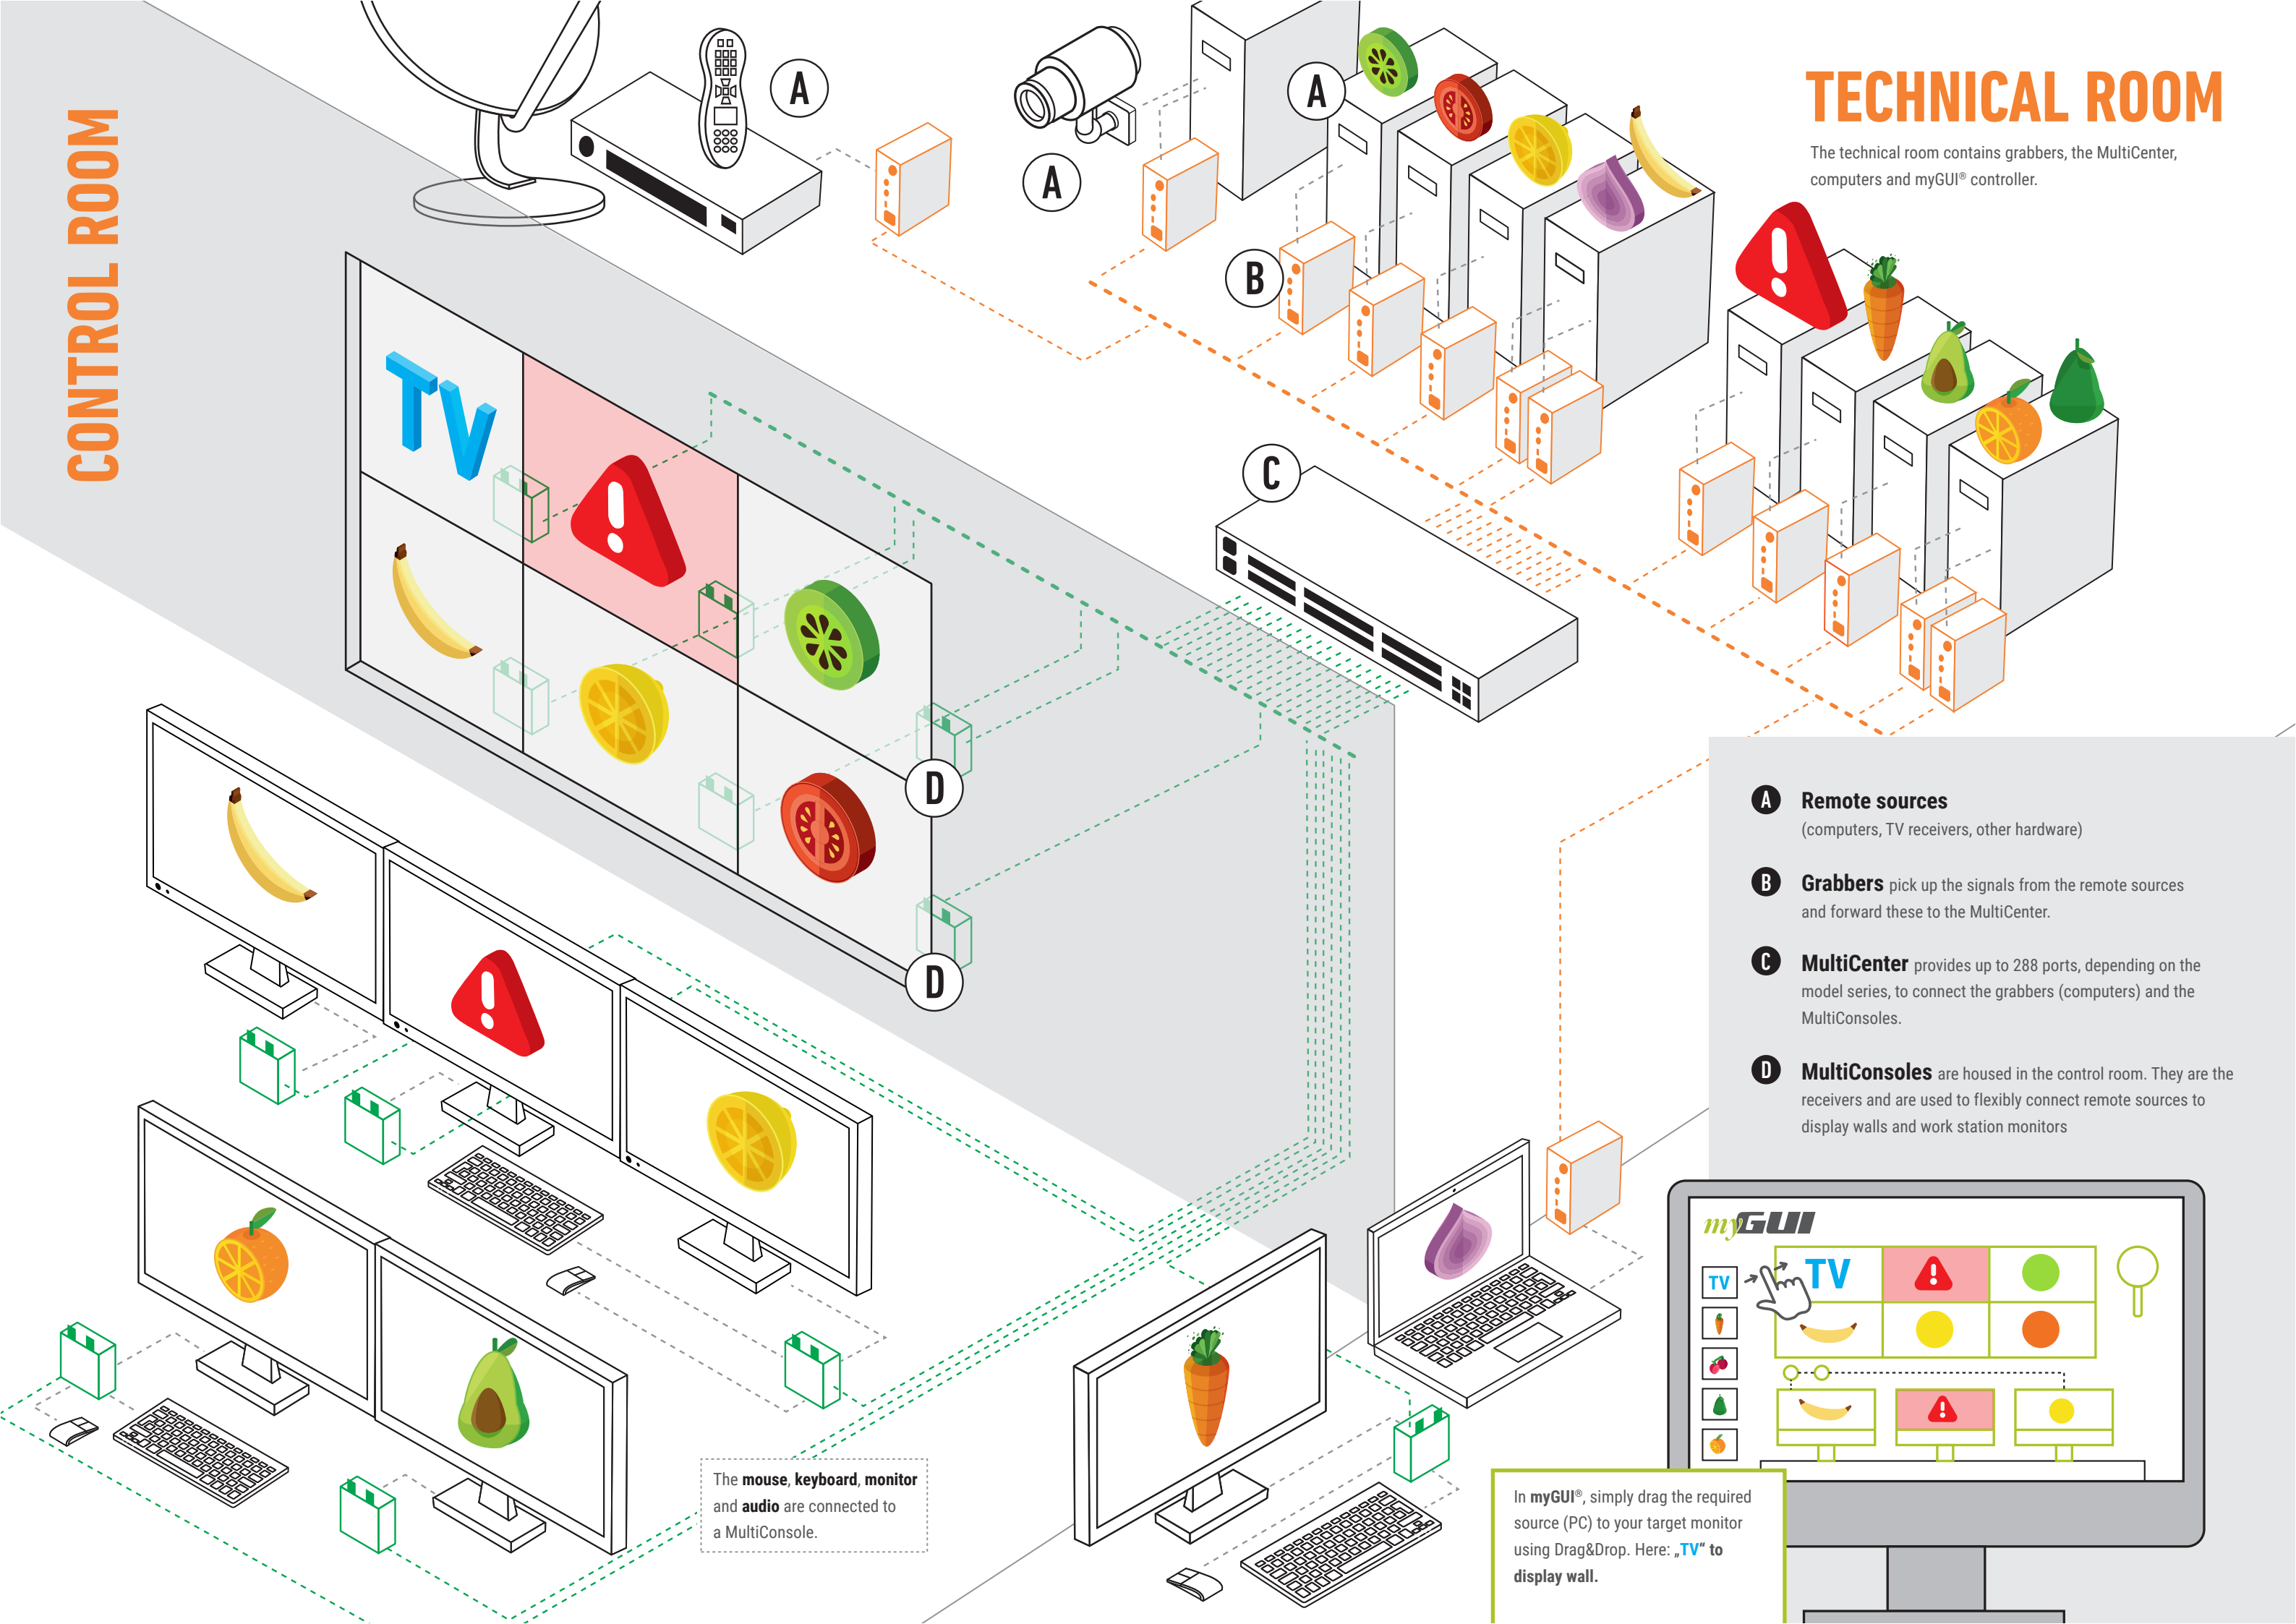 CONTROL ROOM
TECHNICAL ROOM
The technical room contains grabbers, the MultiCenter,
computers and myGUI® controller.
A
A
A
B
C
TV
D
D
A Remote sources
(computers, TV receivers, other hardware)
B Grabbers pick up the signals from the remote sources
and forward these to the MultiCenter.
C MultiCenter provides up to 288 ports, depending on the
model series, to connect the grabbers (computers) and the
MultiConsoles.
D MultiConsoles are housed in the control room. They are the
receivers and are used to flexibly connect remote sources to
display walls and work station monitors
The mouse, keyboard, monitor
and audio are connected to
a MultiConsole.
myGUI
TV
TV
In myGUI®, simply drag the required
source (PC) to your target monitor
using Drag&Drop. Here: „TV“ to
display wall.